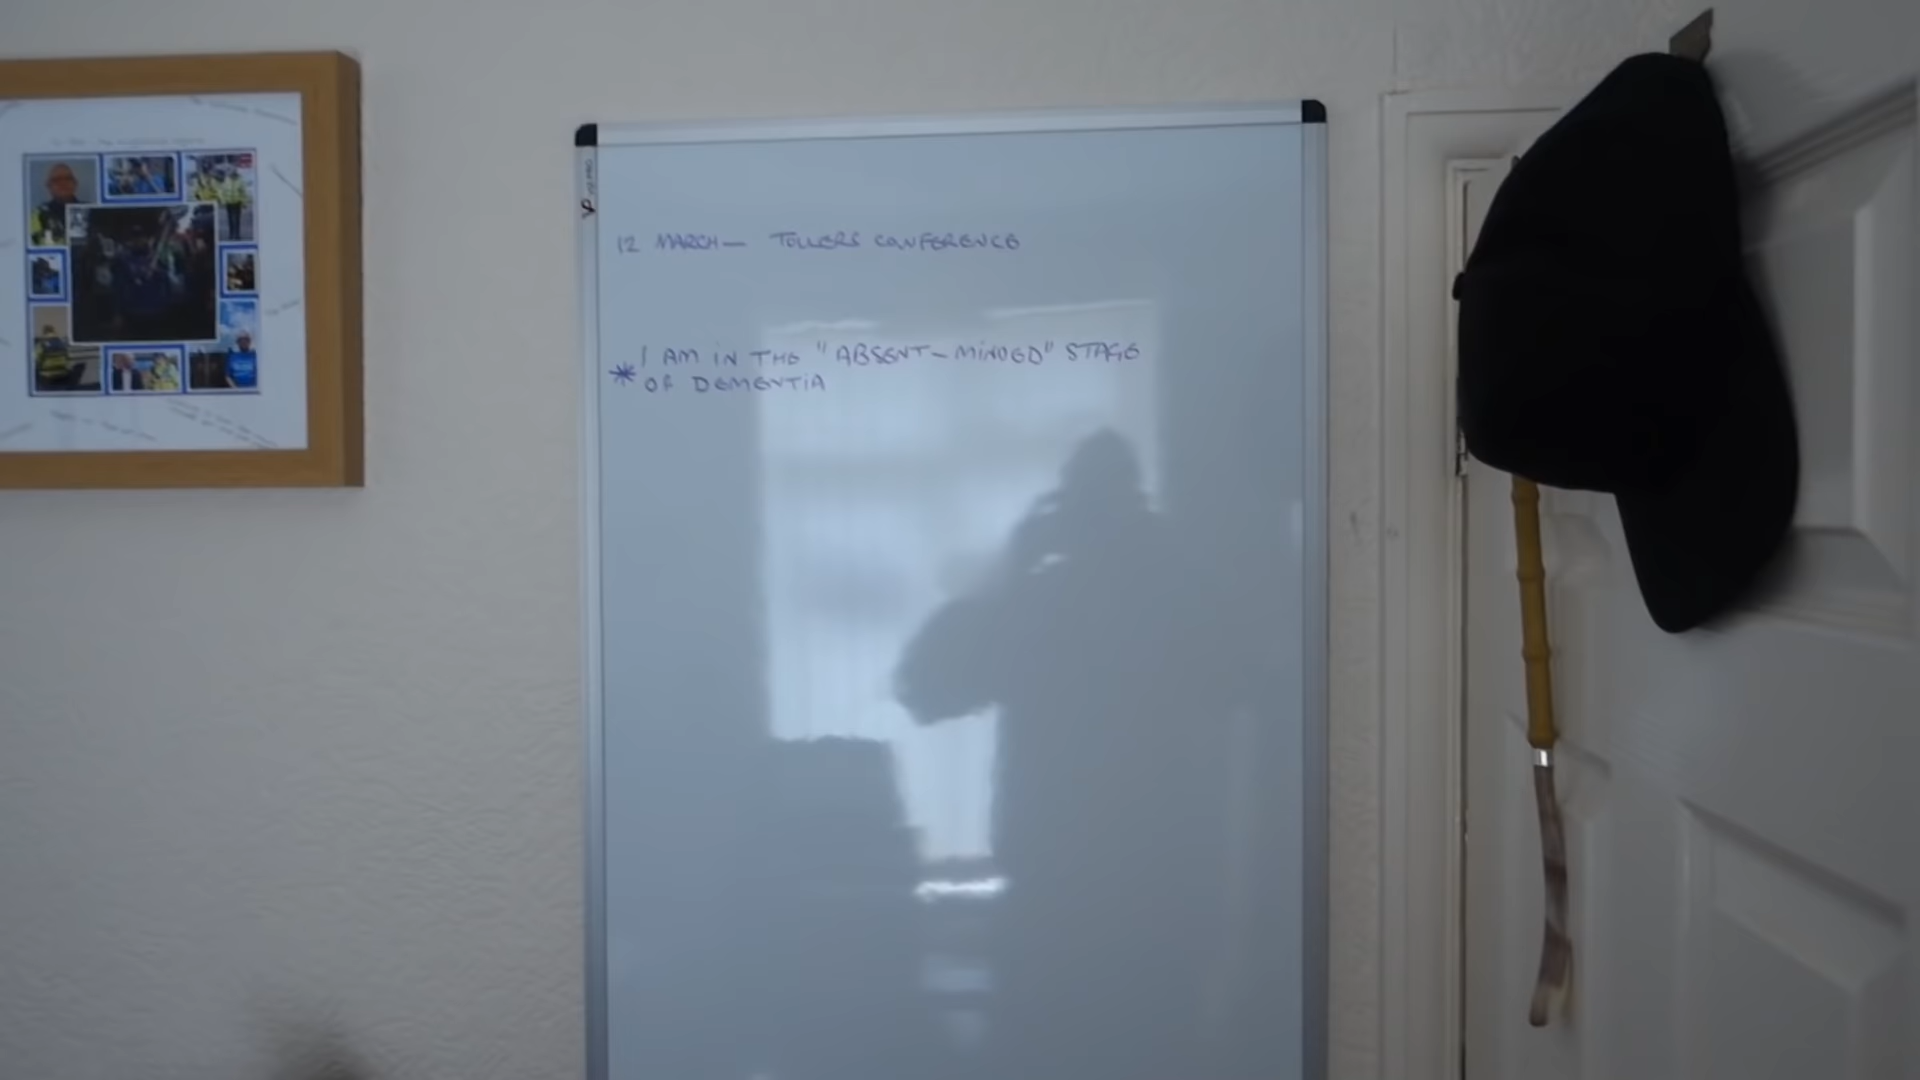 12 MARCH — TOLLERS CONFERENCE
* I AM IN THE "ABSENT-MINDED" STAGE
OF DEMENTIA